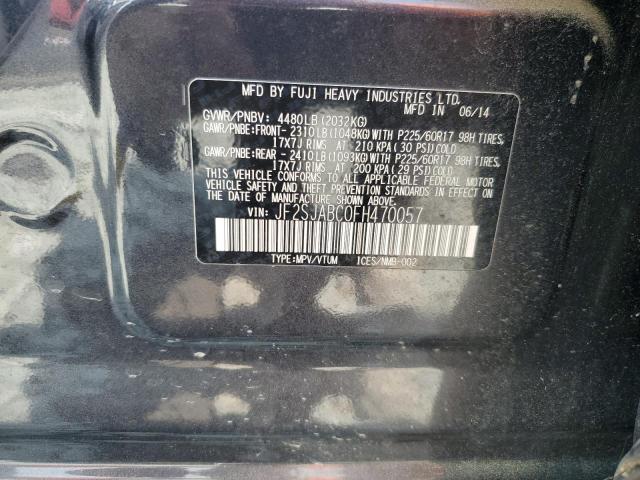 MFD BY FUJI HEAVY INDUSTRIES LTD.
MFD IN 06/14
GVWR/PNBV: 4480LB(2032KG)
GAWR/PNBE:FRONT- 2310LB(1048KG)WITH P225/60R17 98H TIRES,
17X7J RIMS AT 210 KPA(30 PSI)COLD
GAWR/PNBE:REAR - 2410LB(1093KG)WITH P225/60R17 98H TIRES,
17X7J RIMS AT 200 KPA(29 PSI)COLD
THIS VEHICLE CONFORMS TO ALL APPLICABLE FEDERAL MOTOR
VEHICLE SAFETY AND THEFT PREVENTION STANDARDS IN EFFECT
ON THE DATE OF MANUFACTURE SHOWN ABOVE.
VIN: JF2SJABC0FH470057
TYPE:MPV/VTUM ICES/NMB-002